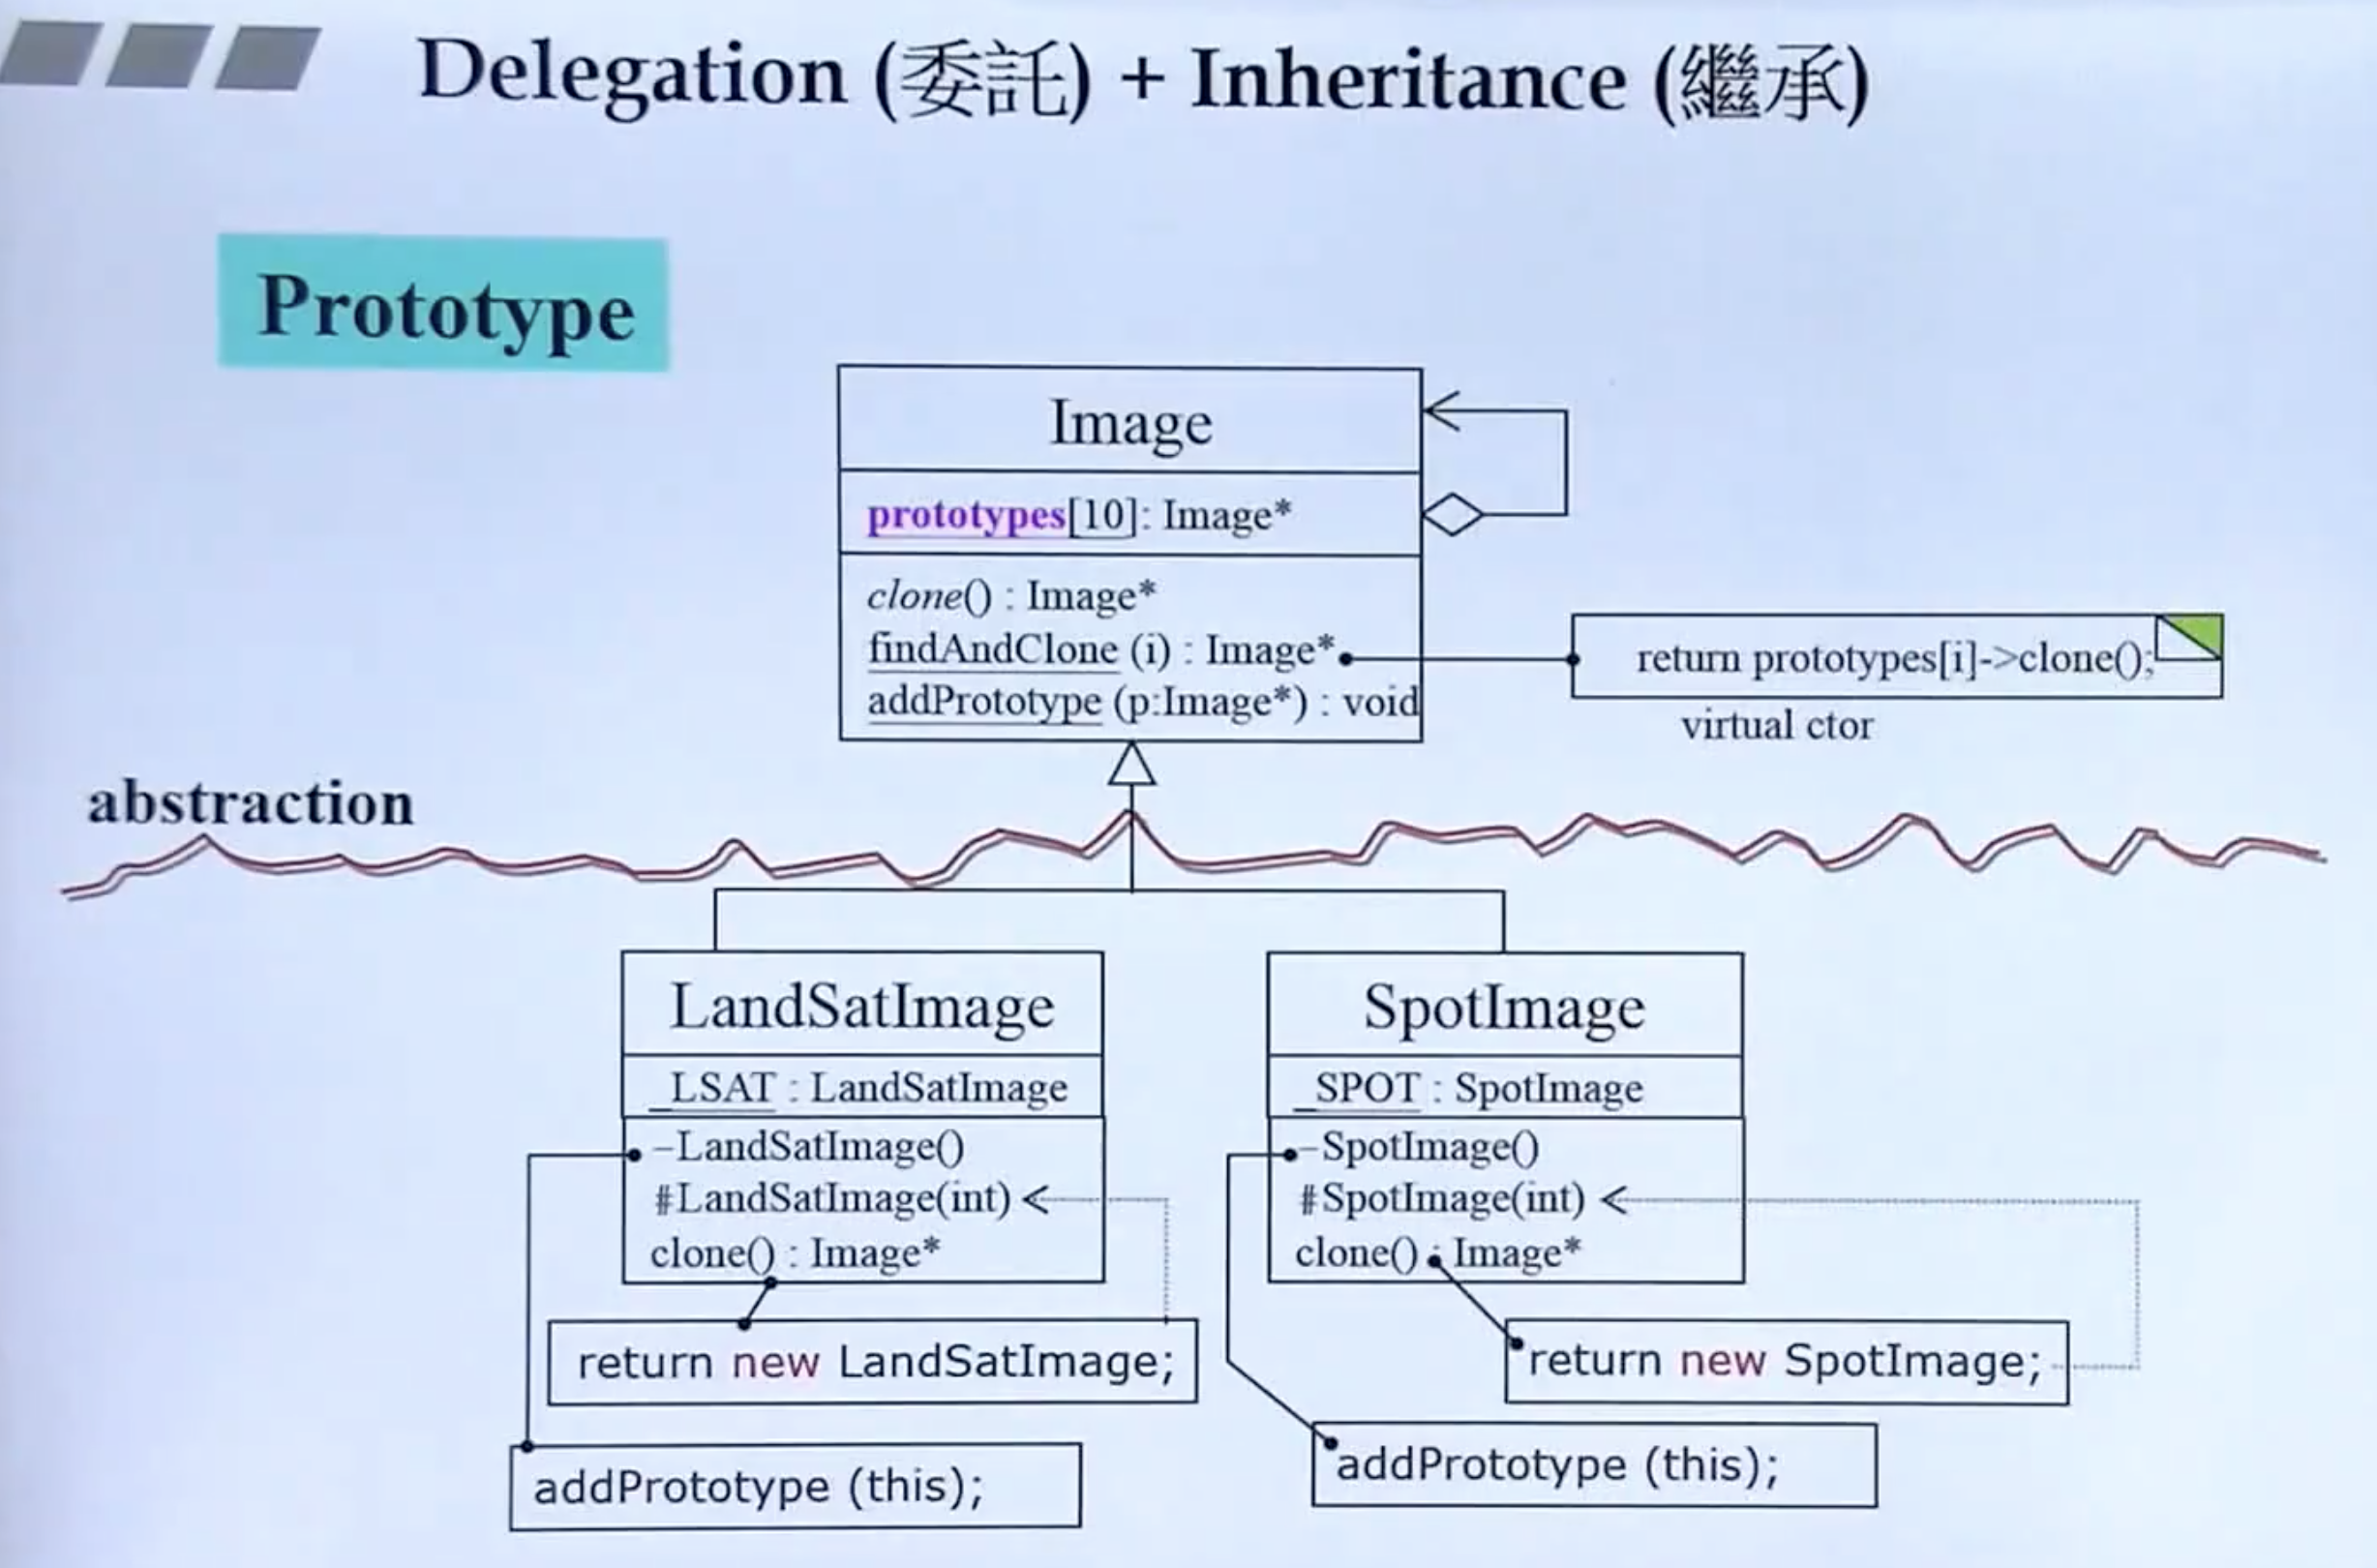 Delegation (委託) + Inheritance (繼承)
Prototype
Image
prototypes[10]: Image*
clone() : Image*
findAndClone (i) : Image*
addPrototype (p:Image*) : void
return prototypes[i]->clone();
virtual ctor
abstraction
LandSatImage
_LSAT : LandSatImage
–LandSatImage()
#LandSatImage(int)
clone() : Image*
return new LandSatImage;
addPrototype (this);
SpotImage
_SPOT : SpotImage
–SpotImage()
#SpotImage(int)
clone() : Image*
return new SpotImage;
addPrototype (this);